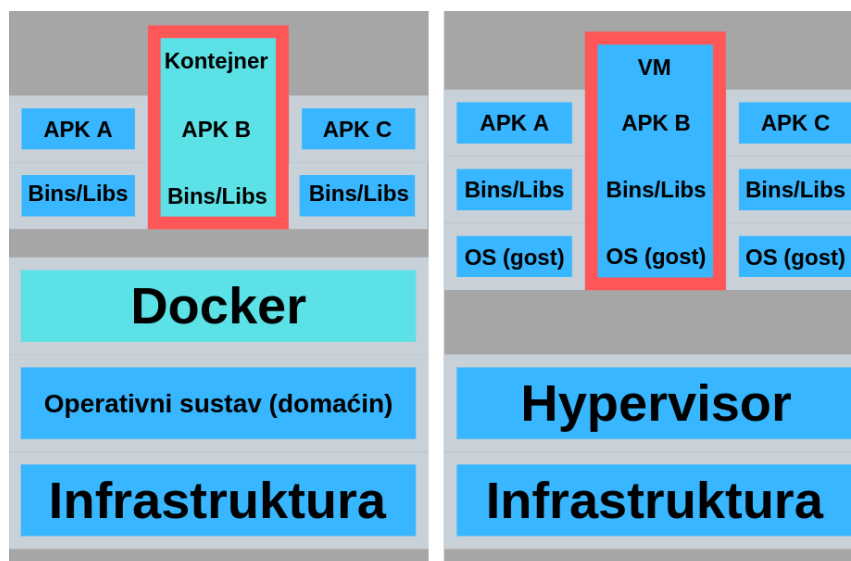 Kontejner
APK A
APK B
APK C
Bins/Libs
Bins/Libs
Bins/Libs
Docker
Operativni sustav (domaćin)
Infrastruktura
VM
APK A
APK B
APK C
Bins/Libs
Bins/Libs
Bins/Libs
OS (gost)
OS (gost)
OS (gost)
Hypervisor
Infrastruktura